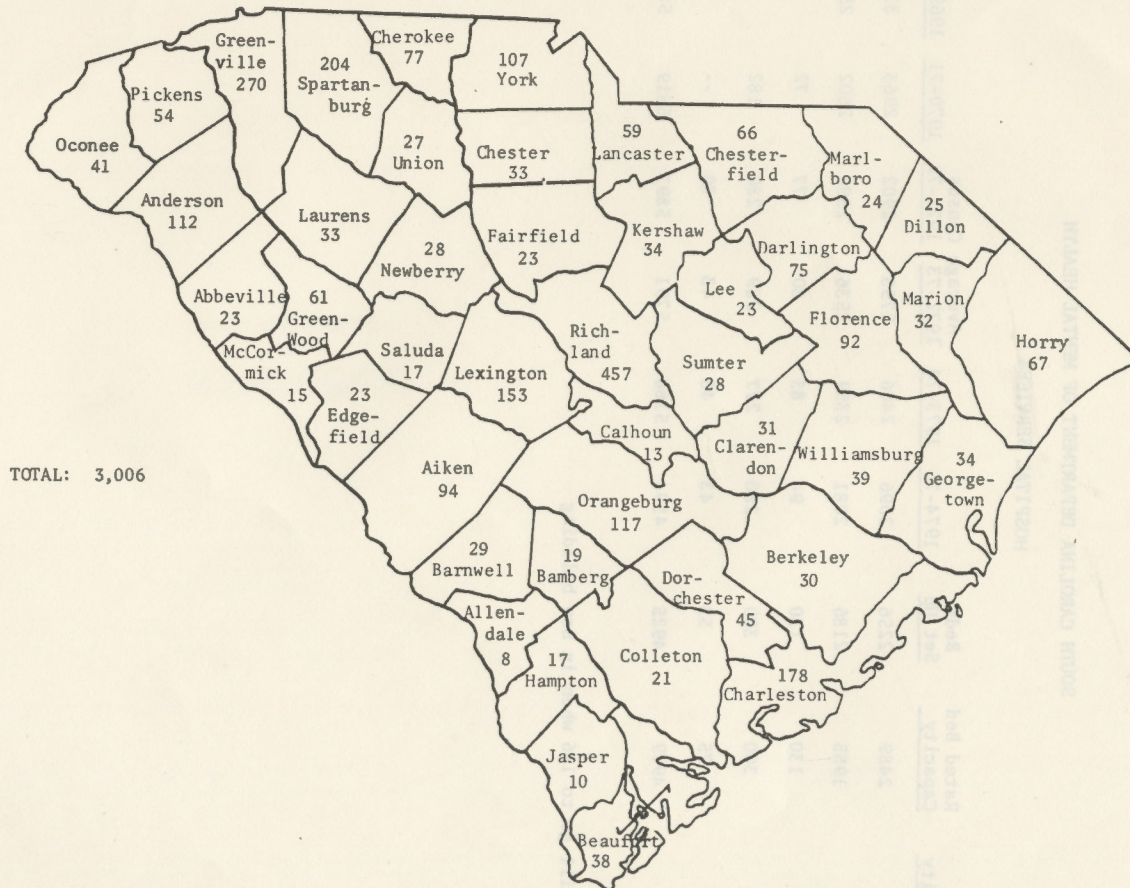 Green-
ville
270
204
Spartan-
burg
Cherokee
77
107
York
Pickens
54
Oconee
41
27
Union
Chester
33
59
Lancaster
66
Chester-
field
Marl-
boro
24
25
Dillon
Anderson
112
Laurens
33
28
Newberry
Fairfield
23
Kershaw
34
Darlington
75
Lee
23
Florence
92
Marion
32
Horry
67
Abbeville
23
61
Green-
Wood
McCor-
mick
15
Saluda
17
23
Edge-
field
Lexington
153
Rich-
land
457
Sumter
28
Calhoun
13
31
Claren-
don
Williamsburg
39
34
George-
town
TOTAL: 3,006
Aiken
94
Orangeburg
117
29
Barnwell
19
Bamberg
Berkeley
30
Dor-
chester
45
Allen-
dale
8
17
Hampton
Colleton
21
178
Charleston
Jasper
10
Beaufort
38